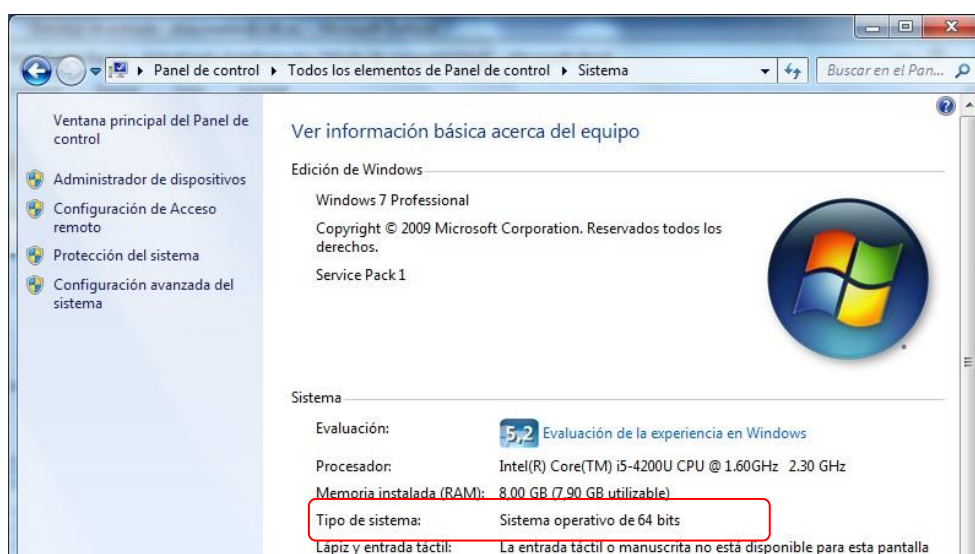 Panel de control ▸ Todos los elementos de Panel de control ▸ Sistema
Buscar en el Pan...
Ventana principal del Panel de
control
Administrador de dispositivos
Configuración de Acceso
remoto
Protección del sistema
Configuración avanzada del
sistema
Ver información básica acerca del equipo
Edición de Windows
Windows 7 Professional
Copyright © 2009 Microsoft Corporation. Reservados todos los
derechos.
Service Pack 1
Sistema
Evaluación: 5,2 Evaluación de la experiencia en Windows
Procesador: Intel(R) Core(TM) i5-4200U CPU @ 1.60GHz 2.30 GHz
Memoria instalada (RAM): 8,00 GB (7,90 GB utilizable)
Tipo de sistema: Sistema operativo de 64 bits
Lápiz y entrada táctil: La entrada táctil o manuscrita no está disponible para esta pantalla